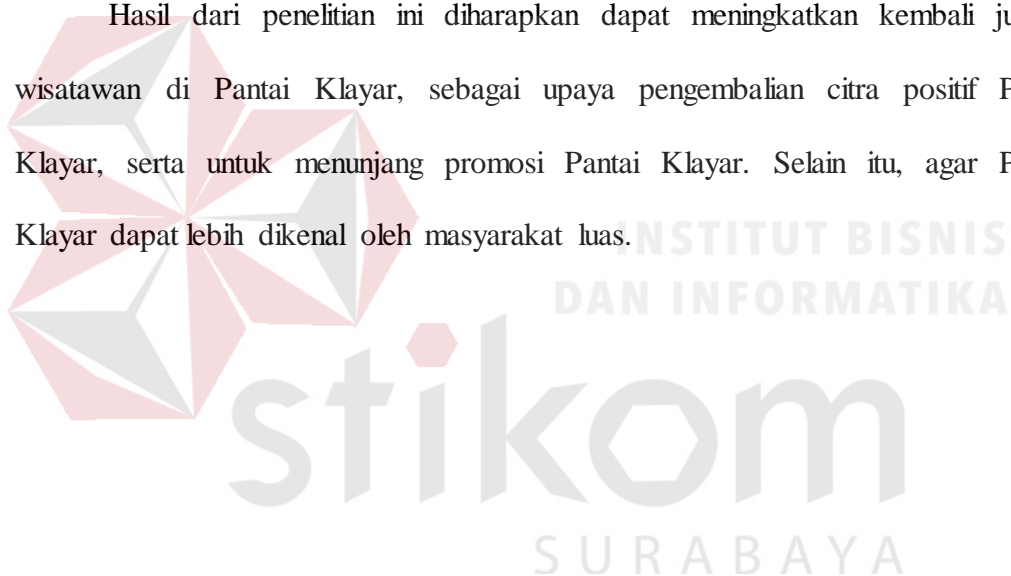 Hasil dari penelitian ini diharapkan dapat meningkatkan kembali
wisatawan di Pantai Klayar, sebagai upaya pengembalian citra positif
Klayar, serta untuk menunjang promosi Pantai Klayar. Selain itu, agar
Klayar dapat lebih dikenal oleh masyarakat luas.
INSTITUT BISNIS
DAN INFORMATIKA
stikom
SURABAYA